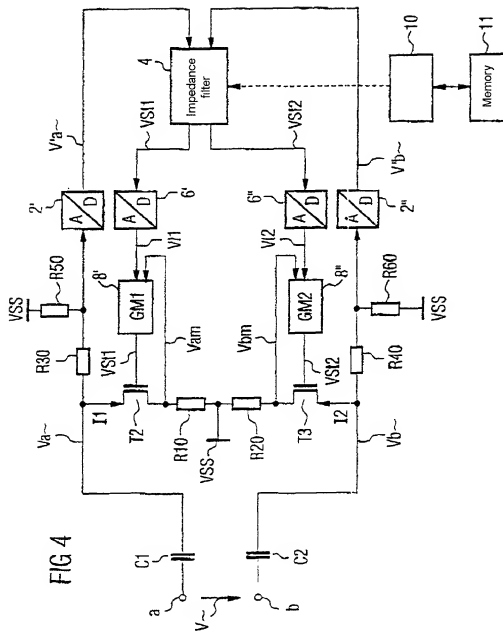 FIG 4
V'a~
10
4
Impedance filter
11
Memory
VSt1
VSt2
V'b~
2'
A
D
6'
A
D
6"
A
D
2"
A
D
VSS
R50
Vl1
Vl2
R60
VSS
8'
GM1
8"
GM2
R30
VSt1
Vam
Vbm
VSt2
R40
Va~
I1
T2
R10
VSS
R20
T3
I2
Vb~
C1
C2
a
V~
b